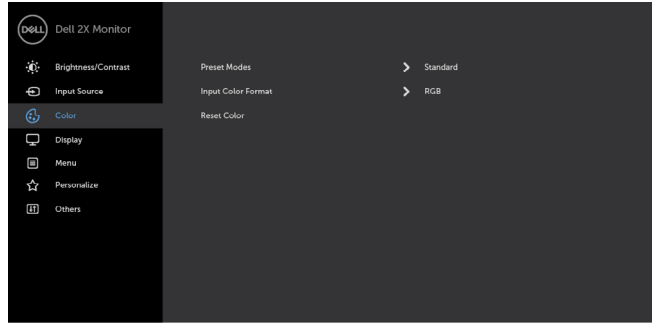 DELL Dell 2X Monitor
Brightness/Contrast Preset Modes Standard
Input Source Input Color Format RGB
Color Reset Color
Display
Menu
Personalize
Others